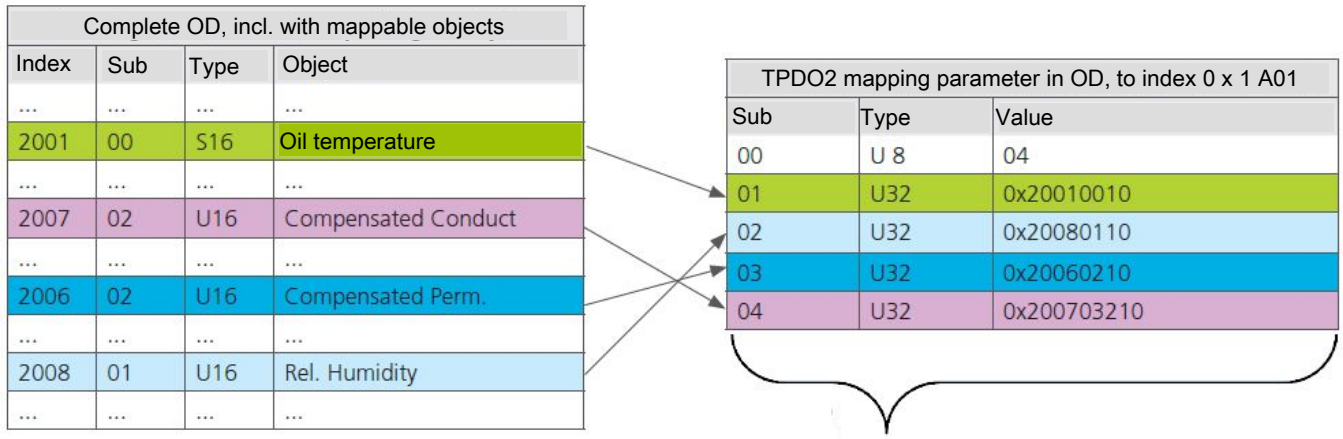 Complete OD, incl. with mappable objects
Index Sub Type Object
... ... ... ...
2001 00 S16 Oil temperature
... ... ... ...
2007 02 U16 Compensated Conduct
... ... ... ...
2006 02 U16 Compensated Perm.
... ... ... ...
2008 01 U16 Rel. Humidity
... ... ... ...
TPDO2 mapping parameter in OD, to index 0 x 1 A01
Sub Type Value
00 U 8 04
01 U32 0x20010010
02 U32 0x20080110
03 U32 0x20060210
04 U32 0x200703210